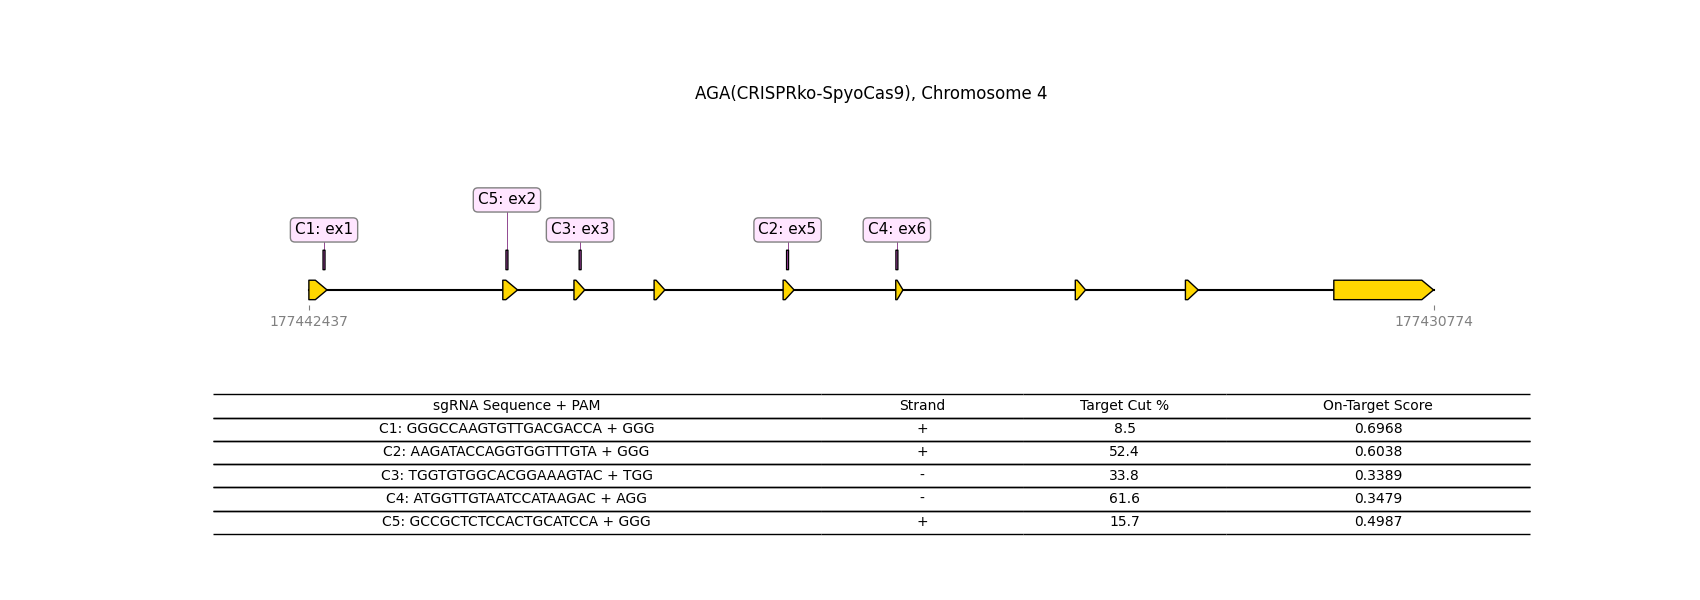 AGA(CRISPRko-SpyoCas9), Chromosome 4
C5: ex2
C1: ex1 C3: ex3 C2: ex5 C4: ex6
177442437 177430774
sgRNA Sequence + PAM Strand Target Cut % On-Target Score
C1: GGGCCAAGTGTTGACGACCA + GGG + 8.5 0.6968
C2: AAGATACCAGGTGGTTTGTA + GGG + 52.4 0.6038
C3: TGGTGTGGCACGGAAAGTAC + TGG - 33.8 0.3389
C4: ATGGTTGTAATCCATAAGAC + AGG - 61.6 0.3479
C5: GCCGCTCTCCACTGCATCCA + GGG + 15.7 0.4987